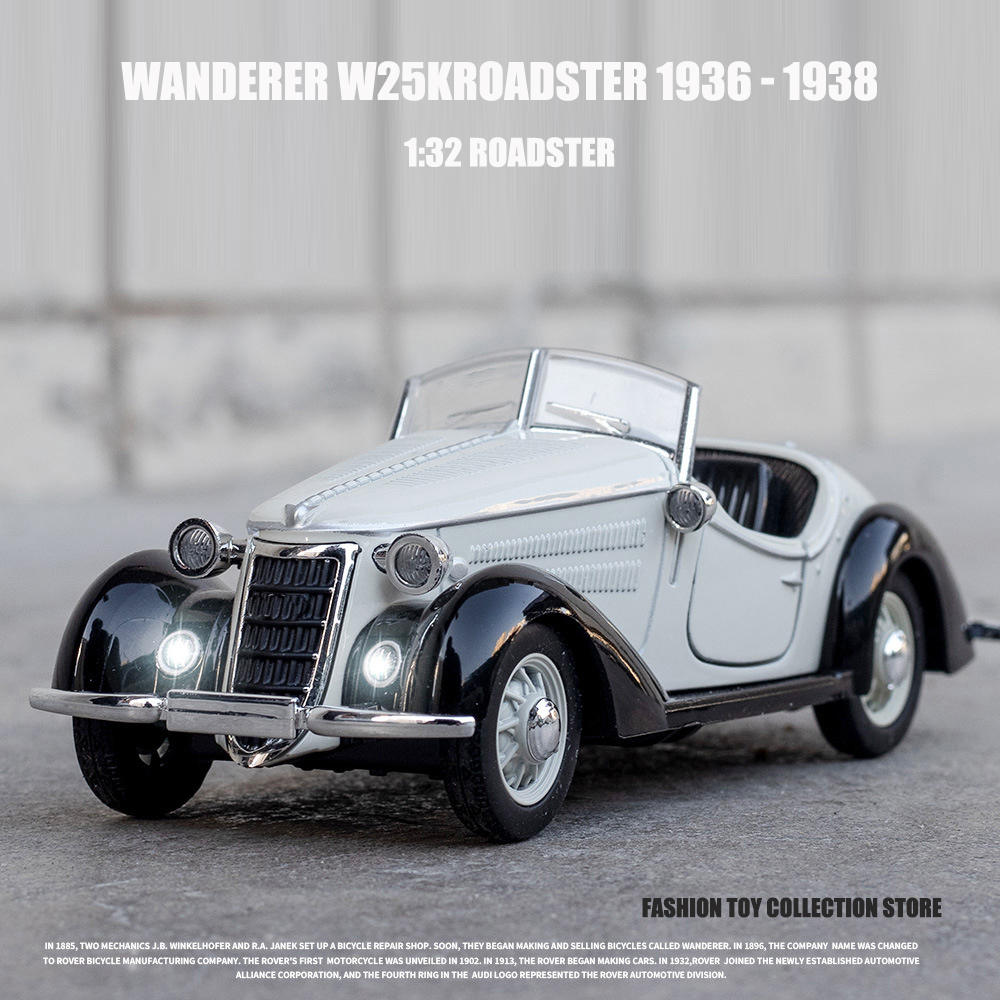 WANDERER W25KROADSTER 1936 - 1938
1:32 ROADSTER
FASHION TOY COLLECTION STORE
IN 1885, TWO MECHANICS J.B. WINKELHOFER AND R.A. JANEK SET UP A BICYCLE REPAIR SHOP. SOON, THEY BEGAN MAKING AND SELLING BICYCLES CALLED WANDERER. IN 1896, THE COMPANY NAME WAS CHANGED
TO ROVER BICYCLE MANUFACTURING COMPANY. THE ROVER'S FIRST MOTORCYCLE WAS UNVEILED IN 1902. IN 1913, THE ROVER BEGAN MAKING CARS. IN 1932,ROVER JOINED THE NEWLY ESTABLISHED AUTOMOTIVE
ALLIANCE CORPORATION, AND THE FOURTH RING IN THE AUDI LOGO REPRESENTED THE ROVER AUTOMOTIVE DIVISION.